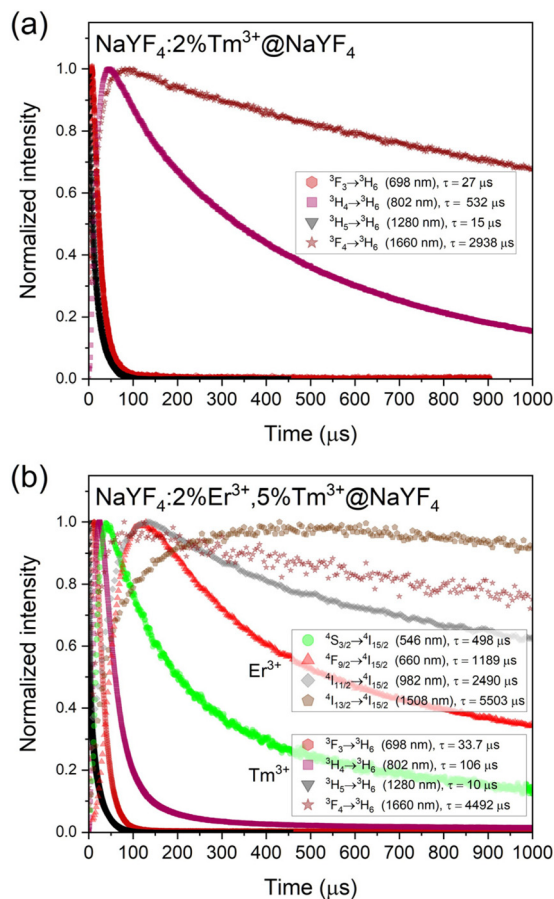 (a)
NaYF₄:2%Tm³⁺@NaYF₄
1.0
0.8
0.6
0.4
0.2
0.0
Normalized intensity
³F₃→³H₆ (698 nm), τ = 27 μs
³H₄→³H₆ (802 nm), τ = 532 μs
³H₅→³H₆ (1280 nm), τ = 15 μs
³F₄→³H₆ (1660 nm), τ = 2938 μs
0 100 200 300 400 500 600 700 800 900 1000
Time (μs)
(b)
NaYF₄:2%Er³⁺,5%Tm³⁺@NaYF₄
1.0
0.8
0.6
0.4
0.2
0.0
Normalized intensity
Er³⁺
⁴S₃/₂→⁴I₁₅/₂ (546 nm), τ = 498 μs
⁴F₉/₂→⁴I₁₅/₂ (660 nm), τ = 1189 μs
⁴I₁₁/₂→⁴I₁₅/₂ (982 nm), τ = 2490 μs
⁴I₁₃/₂→⁴I₁₅/₂ (1508 nm), τ = 5503 μs
Tm³⁺
³F₃→³H₆ (698 nm), τ = 33.7 μs
³H₄→³H₆ (802 nm), τ = 106 μs
³H₅→³H₆ (1280 nm), τ = 10 μs
³F₄→³H₆ (1660 nm), τ = 4492 μs
0 100 200 300 400 500 600 700 800 900 1000
Time (μs)